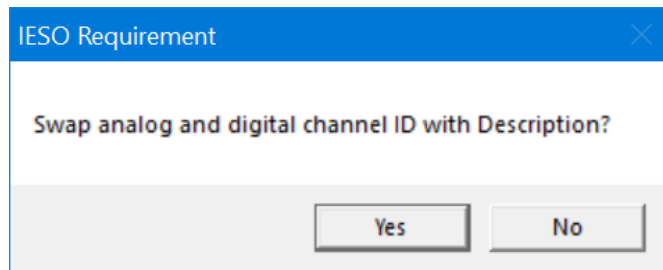 IESO Requirement
Swap analog and digital channel ID with Description?
Yes
No